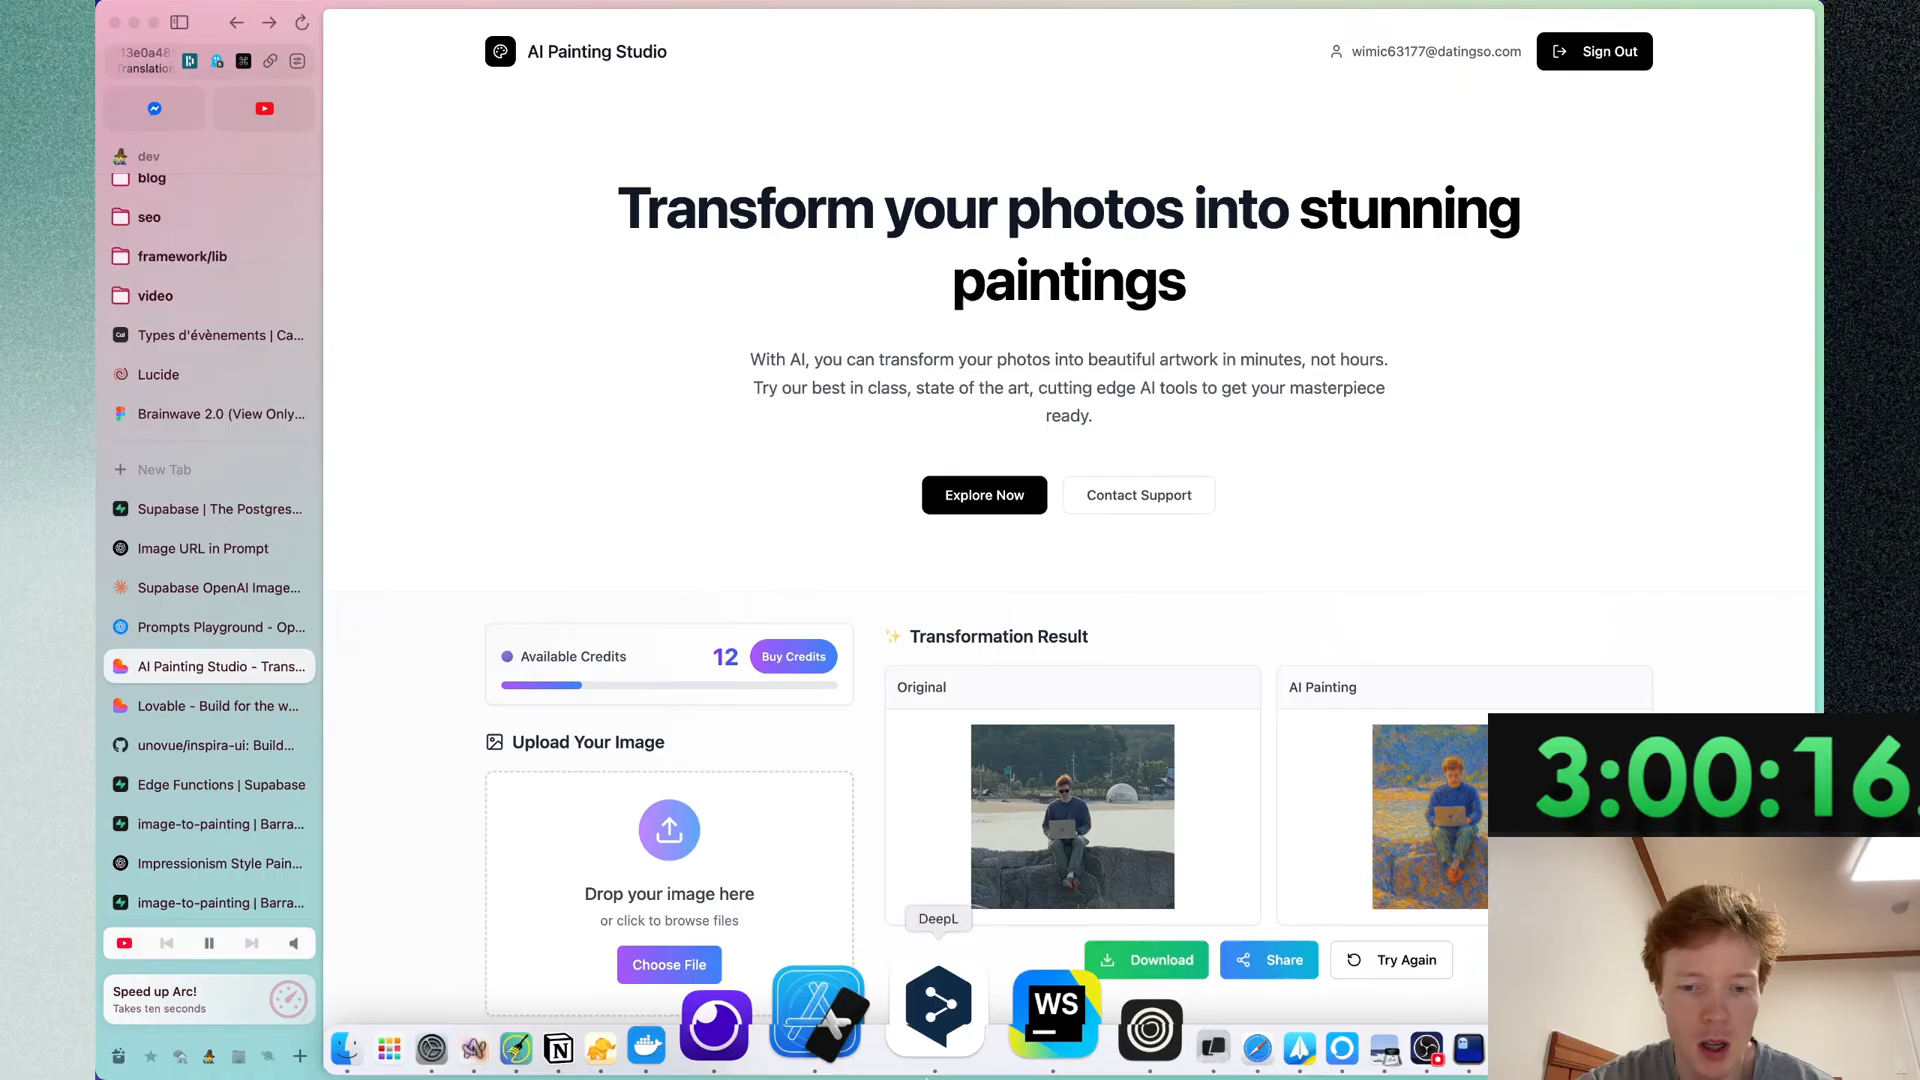 13e0a48
Translation
dev
blog
seo
framework/lib
video
Types d'évènements | Ca...
Lucide
Brainwave 2.0 (View Only...
New Tab
Supabase | The Postgres...
Image URL in Prompt
Supabase OpenAI Image...
Prompts Playground - Op...
AI Painting Studio - Trans...
Lovable - Build for the w...
unovue/inspira-ui: Build...
Edge Functions | Supabase
image-to-painting | Barra...
Impressionism Style Pain...
image-to-painting | Barra...
Speed up Arc!
Takes ten seconds
AI Painting Studio
wimic63177@datingso.com
Sign Out
Transform your photos into stunning
paintings
With AI, you can transform your photos into beautiful artwork in minutes, not hours.
Try our best in class, state of the art, cutting edge AI tools to get your masterpiece
ready.
Explore Now
Contact Support
Available Credits
12
Buy Credits
Upload Your Image
Drop your image here
or click to browse files
Choose File
Transformation Result
Original
AI Painting
Download
Share
Try Again
DeepL
WS
3:00:16